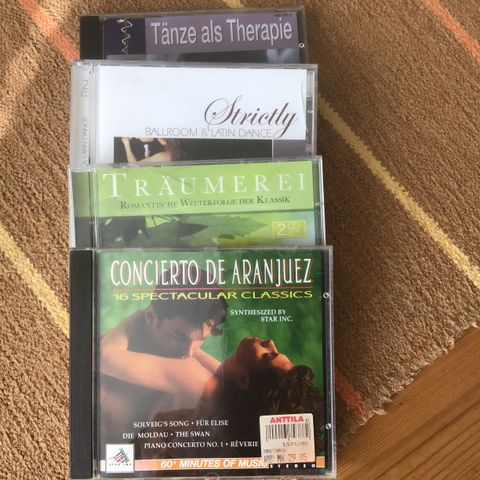 Tänze als Therapie
Strictly
BALLROOM & LATIN DANCE
TRÄUMEREI
ROMANTISCHE WELTERFOLGE DER KLASSIK
2 CD
CONCIERTO DE ARANJUEZ
16 SPECTACULAR CLASSICS
SYNTHESIZED BY
STAR INC.
SOLVEIG'S SONG • FÜR ELISE
DIE MOLDAU • THE SWAN
PIANO CONCERTO NO. 1 • RÊVERIE
ANTTILA
MK 29.95
60+ MINUTES OF MUSIC
STEREO